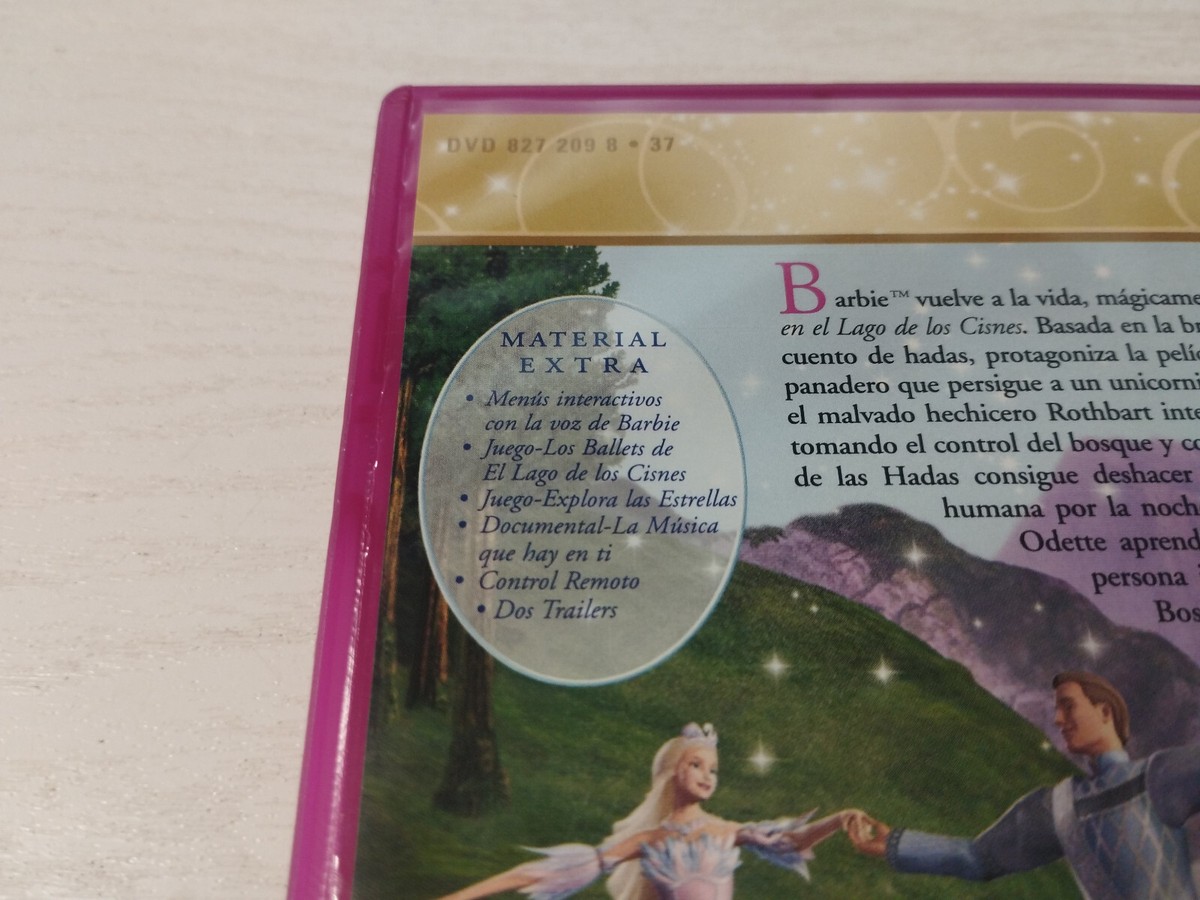 DVD 827 209 8 • 37
MATERIAL
EXTRA
• Menús interactivos
con la voz de Barbie
• Juego-Los Ballets de
El Lago de los Cisnes
• Juego-Explora las Estrellas
• Documental-La Música
que hay en ti
• Control Remoto
• Dos Trailers
Barbie™ vuelve a la vida,
en el Lago de los Cisnes. Basada en la
cuento de hadas, protagoniza la
panadero que persigue a un
el malvado hechicero Rothbart
tomando el control del bosque y
de las Hadas consigue deshacer
humana por la
Odette
persona